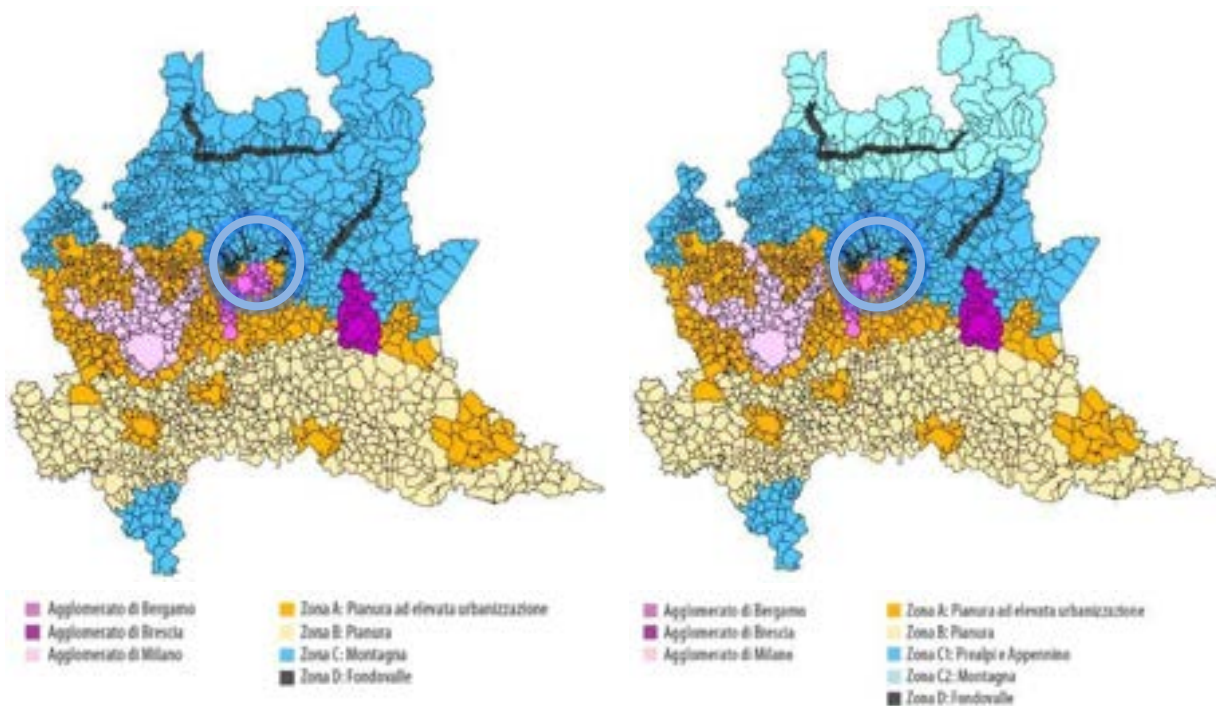 Agglomerato di Bergamo
Agglomerato di Brescia
Agglomerato di Milano
Zona A: Pianura ad elevata urbanizzazione
Zona B: Pianura
Zona C: Montagna
Zona D: Fondovalle
Agglomerato di Bergamo
Agglomerato di Brescia
Agglomerato di Milano
Zona A: Pianura ad elevata urbanizzazione
Zona B: Pianura
Zona C1: Prealpi e Appennino
Zona C2: Montagna
Zona D: Fondovalle